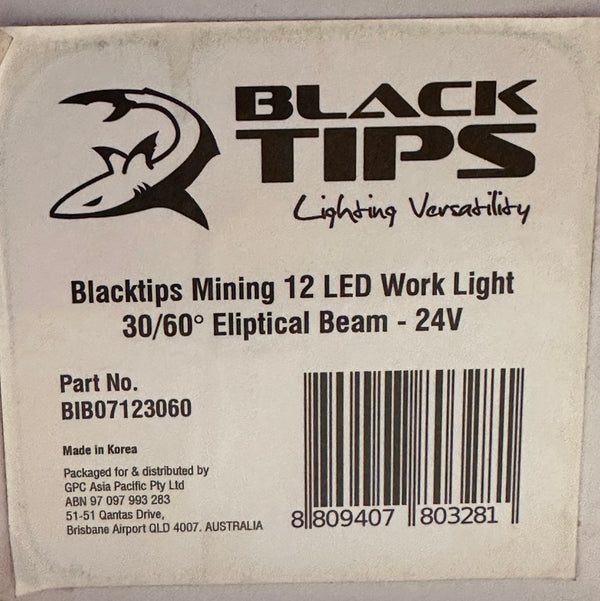 BLACK
TIPS
Lighting Versatility
Blacktips Mining 12 LED Work Light
30/60° Eliptical Beam - 24V
Part No.
BIB07123060
Made in Korea
Packaged for & distributed by
GPC Asia Pacific Pty Ltd
ABN 97 097 993 283
51-51 Qantas Drive,
Brisbane Airport QLD 4007. AUSTRALIA
8 809407 803281